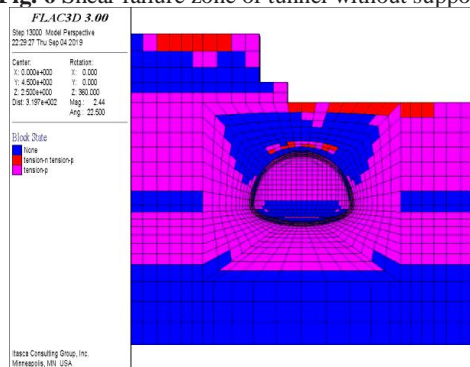 Fig. 6 Shear failure zone of tunnel without suppo
FLAC3D 3.00
Step 13000 Model Perspective
22:29:27 Thu Sep 04 2019
Center:
X: 0.000e+000
Y: 4.500e+000
Z: 2.500e+000
Dist: 3.197e+002
Rotation:
X: 0.000
Y: 0.000
Z: 360.000
Mag.: 2.44
Ang.: 22.500
Block State
None
tension-n tension-p
tension-p
Itasca Consulting Group, Inc.
Minneapolis, MN USA